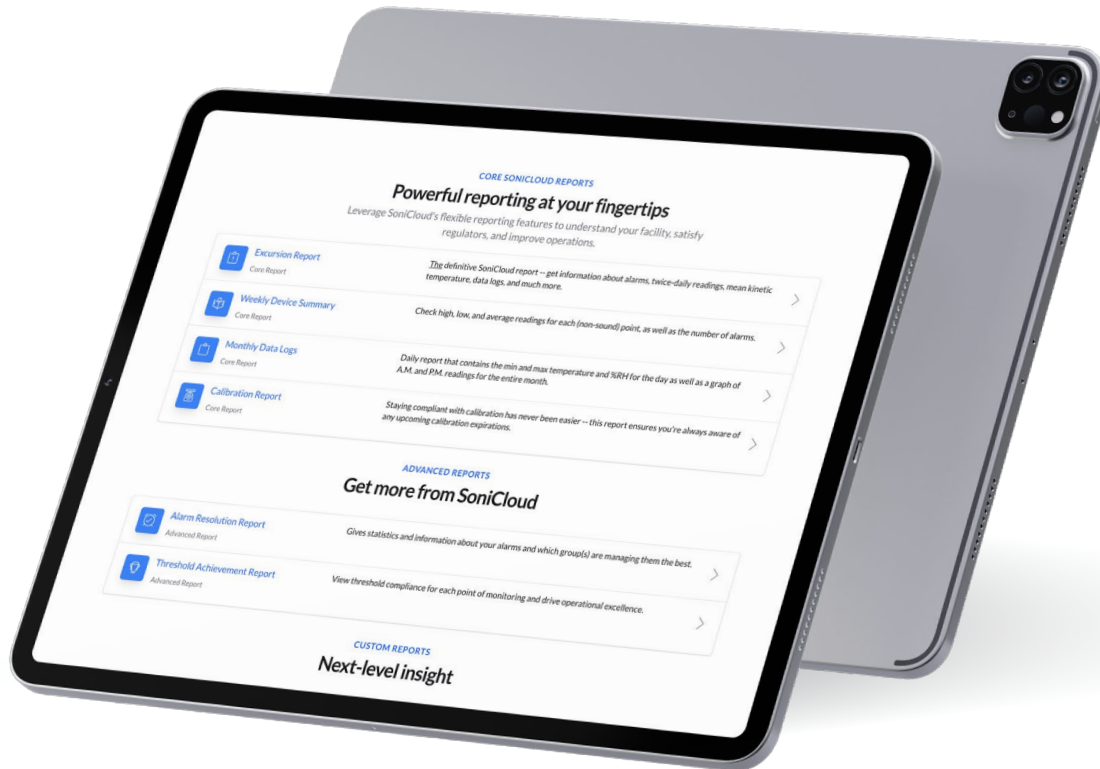 CORE SONICLOUD REPORTS
Powerful reporting at your fingertips
Leverage SoniCloud's flexible reporting features to understand your facility, satisfy
regulators, and improve operations.
Excursion Report
Core Report
The definitive SoniCloud report -- get information about alarms, twice-daily readings, mean kinetic
temperature, data logs, and much more.
Weekly Device Summary
Core Report
Check high, low, and average readings for each (non-sound) point, as well as the number of alarms.
Monthly Data Logs
Core Report
Daily report that contains the min and max temperature and %RH for the day as well as a graph of
A.M. and P.M. readings for the entire month.
Calibration Report
Core Report
Staying compliant with calibration has never been easier -- this report ensures you're always aware of
any upcoming calibration expirations.
ADVANCED REPORTS
Get more from SoniCloud
Alarm Resolution Report
Advanced Report
Gives statistics and information about your alarms and which group(s) are managing them the best.
Threshold Achievement Report
Advanced Report
View threshold compliance for each point of monitoring and drive operational excellence.
CUSTOM REPORTS
Next-level insight